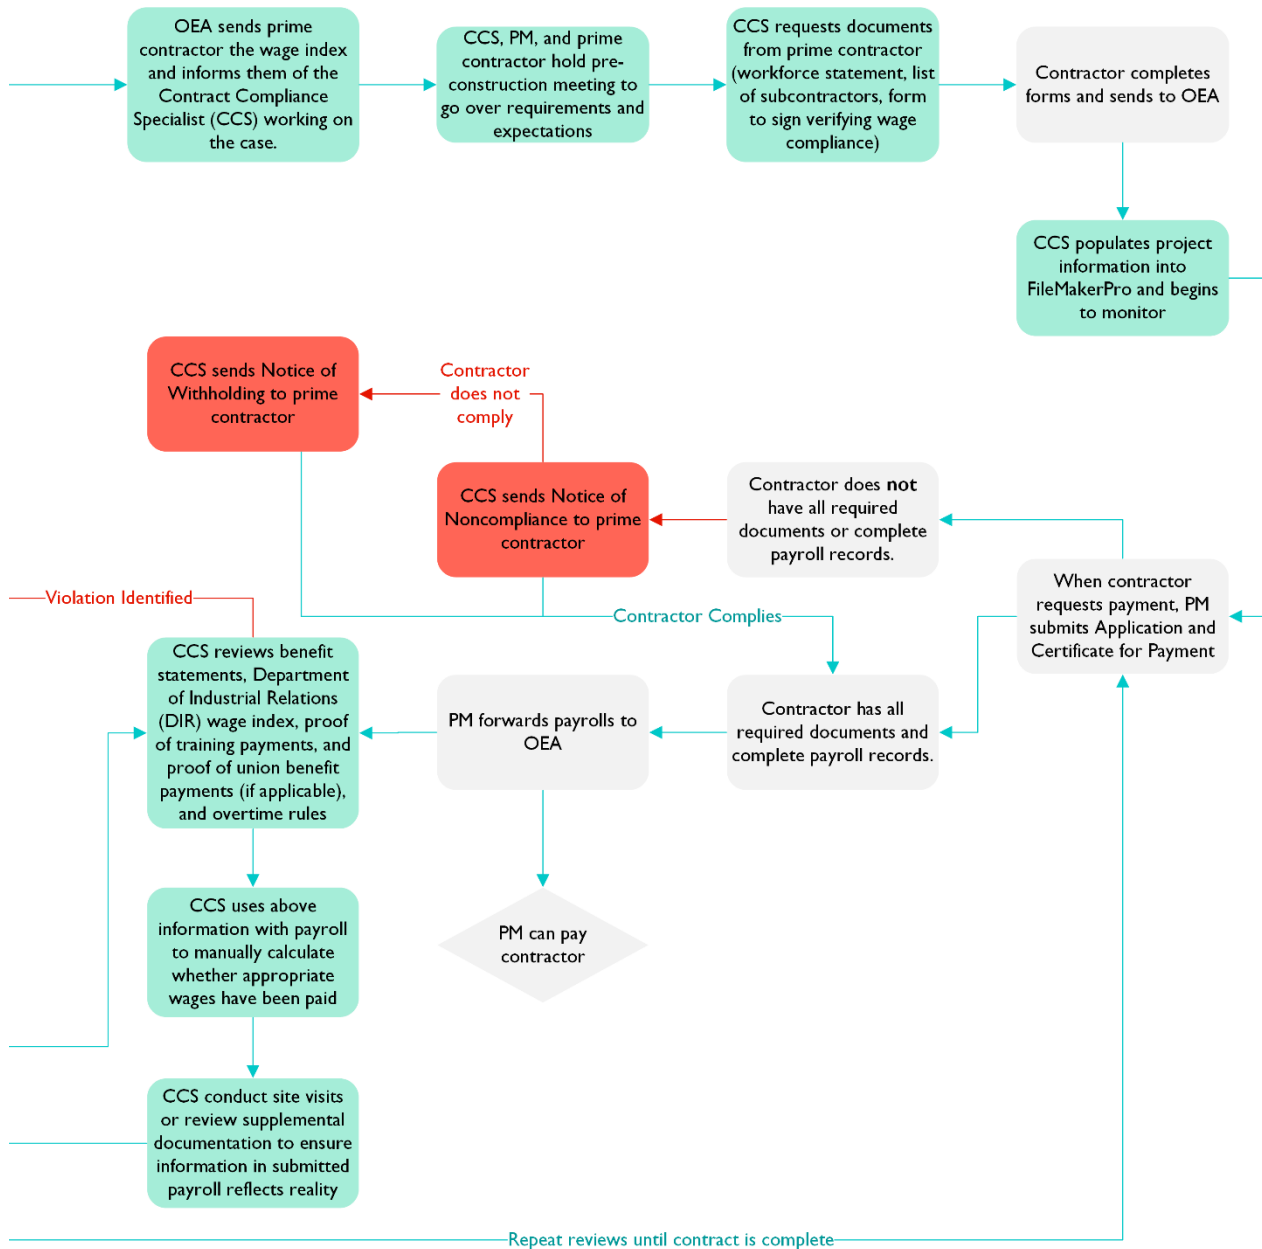 OEA sends prime
contractor the wage index
and informs them of the
Contract Compliance
Specialist (CCS) working on
the case.
CCS, PM, and prime
contractor hold pre-
construction meeting to
go over requirements and
expectations
CCS requests documents
from prime contractor
(workforce statement, list
of subcontractors, form
to sign verifying wage
compliance)
Contractor completes
forms and sends to OEA
CCS populates project
information into
FileMakerPro and begins
to monitor
CCS sends Notice of
Withholding to prime
contractor
Contractor
does not
comply
CCS sends Notice of
Noncompliance to prime
contractor
Contractor does not
have all required
documents or complete
payroll records.
When contractor
requests payment, PM
submits Application and
Certificate for Payment
Violation Identified
Contractor Complies
CCS reviews benefit
statements, Department
of Industrial Relations
(DIR) wage index, proof
of training payments, and
proof of union benefit
payments (if applicable),
and overtime rules
PM forwards payrolls to
OEA
Contractor has all
required documents and
complete payroll records.
CCS uses above
information with payroll
to manually calculate
whether appropriate
wages have been paid
PM can pay
contractor
CCS conduct site visits
or review supplemental
documentation to ensure
information in submitted
payroll reflects reality
Repeat reviews until contract is complete